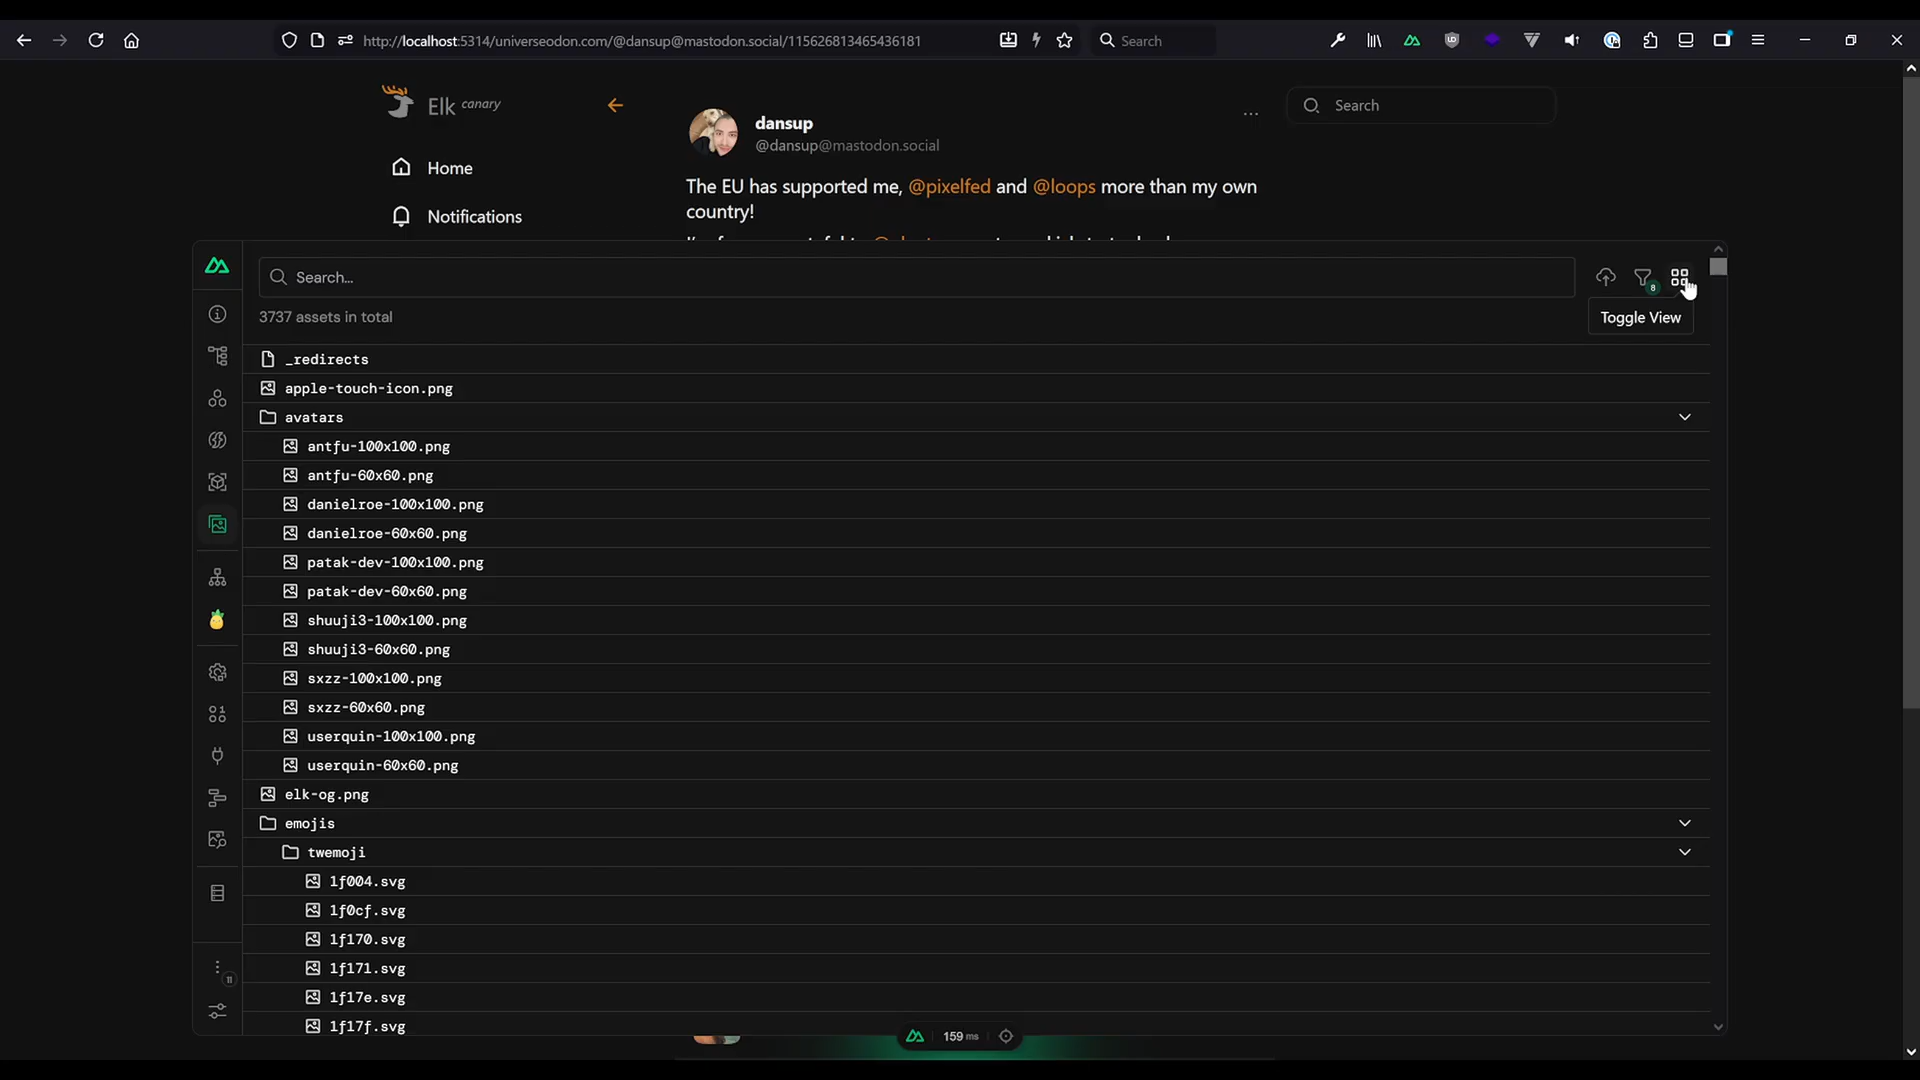 http://localhost:5314/universeodon.com/@dansup@mastodon.social/115626813465436181
Search
Elk canary
dansup
@dansup@mastodon.social
Search
Home
The EU has supported me, @pixelfed and @loops more than my own
country!
Notifications
Search...
8
3737 assets in total
Toggle View
_redirects
apple-touch-icon.png
avatars
antfu-100x100.png
antfu-60x60.png
danielroe-100x100.png
danielroe-60x60.png
patak-dev-100x100.png
patak-dev-60x60.png
shuuji3-100x100.png
shuuji3-60x60.png
sxzz-100x100.png
sxzz-60x60.png
userquin-100x100.png
userquin-60x60.png
elk-og.png
emojis
twemoji
1f004.svg
1f0cf.svg
1f170.svg
1f171.svg
1f17e.svg
1f17f.svg
11
159 ms